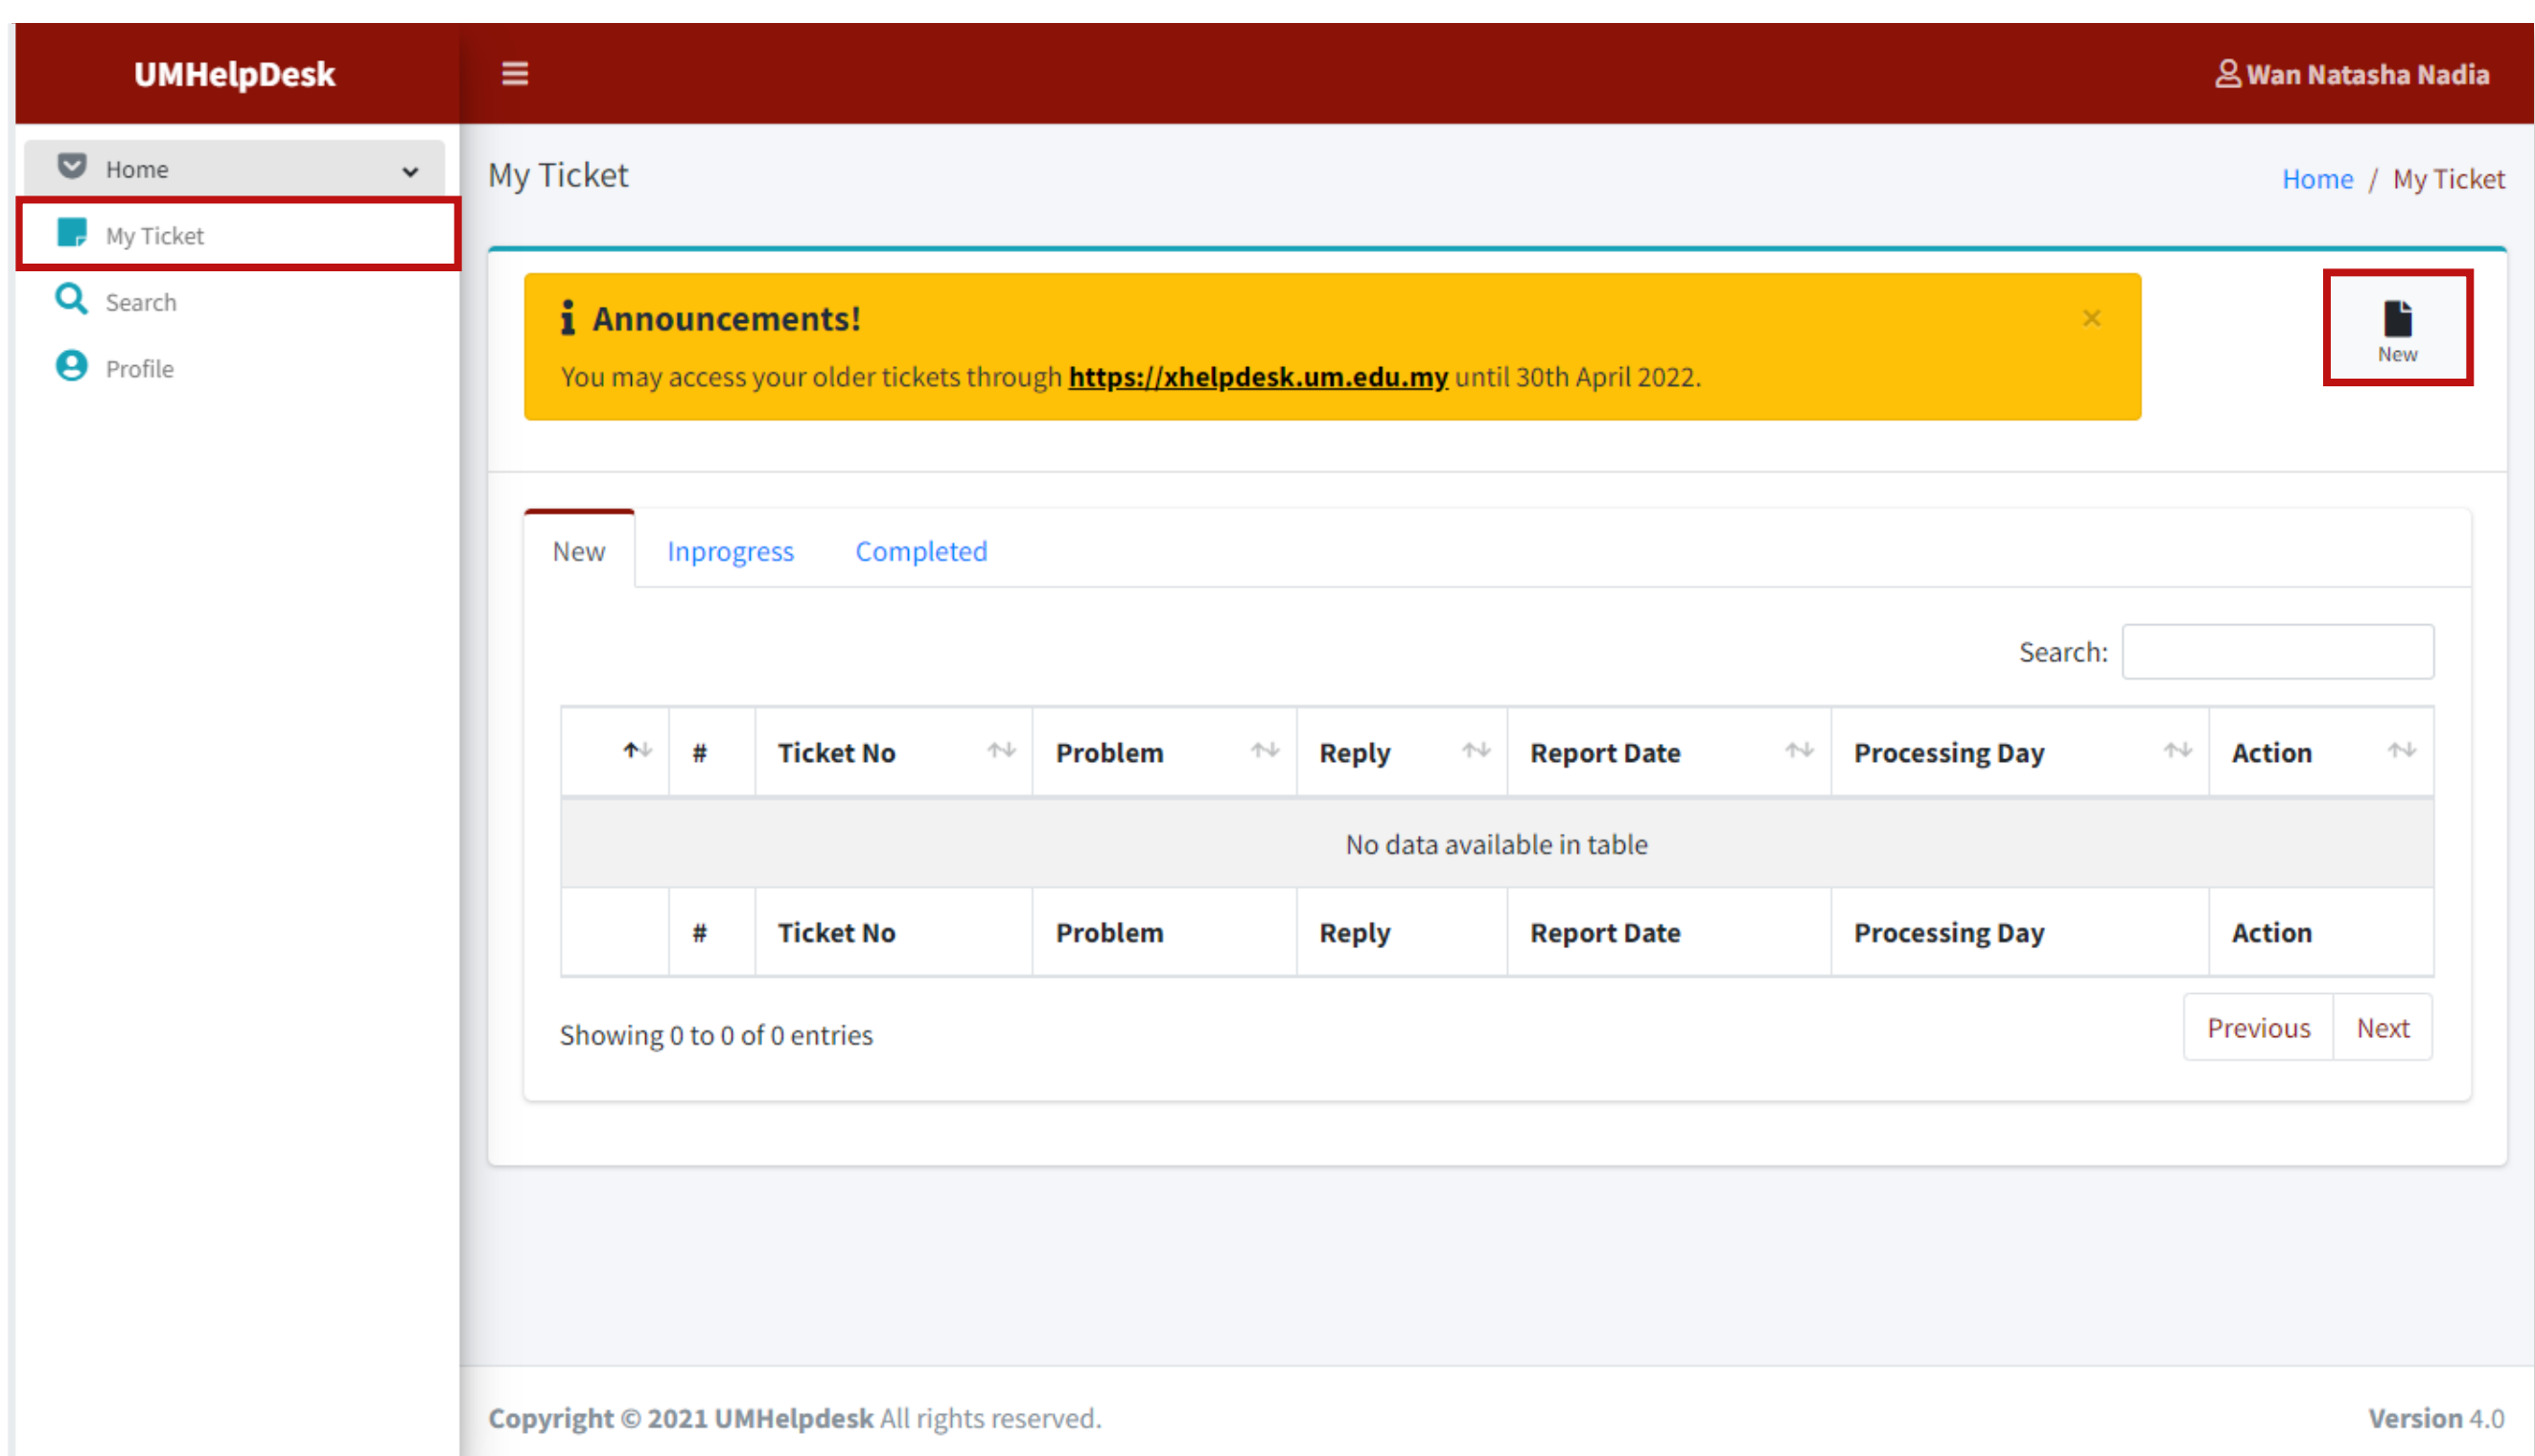 UMHelpDesk
Wan Natasha Nadia
Home
My Ticket
Search
Profile
My Ticket
Home / My Ticket
Announcements!
You may access your older tickets through https://xhelpdesk.um.edu.my until 30th April 2022.
New
New Inprogress Completed
Search:
# Ticket No Problem Reply Report Date Processing Day Action
No data available in table
# Ticket No Problem Reply Report Date Processing Day Action
Showing 0 to 0 of 0 entries
Previous Next
Copyright © 2021 UMHelpdesk All rights reserved.
Version 4.0